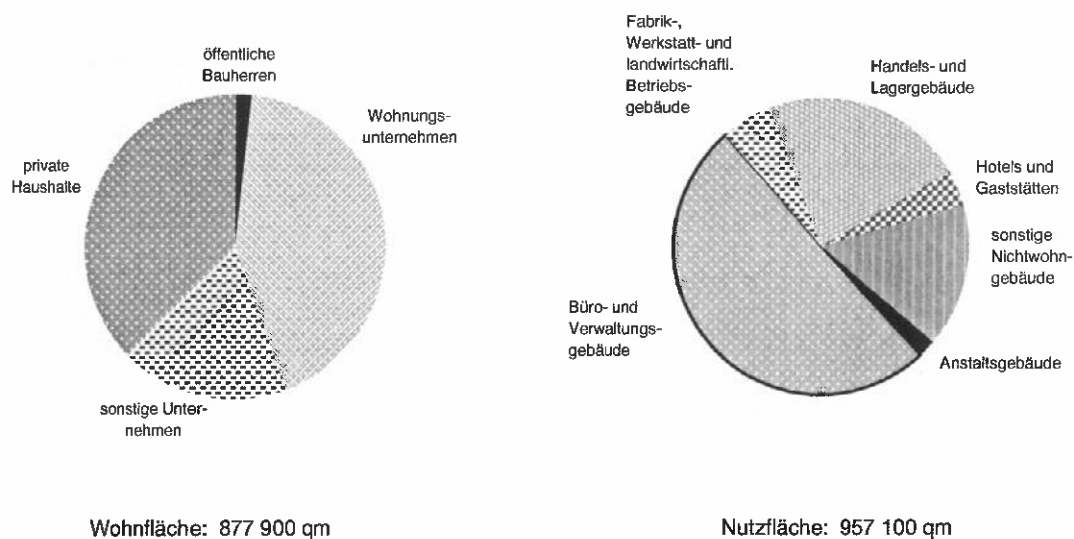 öffentliche
Bauherren
Wohnungs-
unternehmen
private
Haushalte
sonstige Unter-
nehmen
Wohnfläche: 877 900 qm
Fabrik-,
Werkstatt- und
landwirtschaftl.
Betriebs-
gebäude
Handels- und
Lagergebäude
Hotels und
Gaststätten
sonstige
Nichtwohn-
gebäude
Büro- und
Verwaltungs-
gebäude
Anstaltsgebäude
Nutzfläche: 957 100 qm